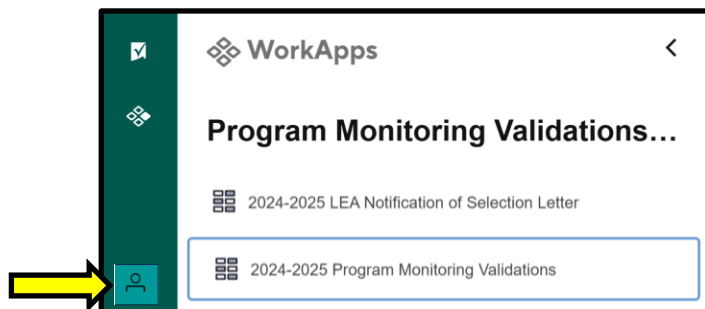 WorkApps
Program Monitoring Validations...
2024-2025 LEA Notification of Selection Letter
2024-2025 Program Monitoring Validations